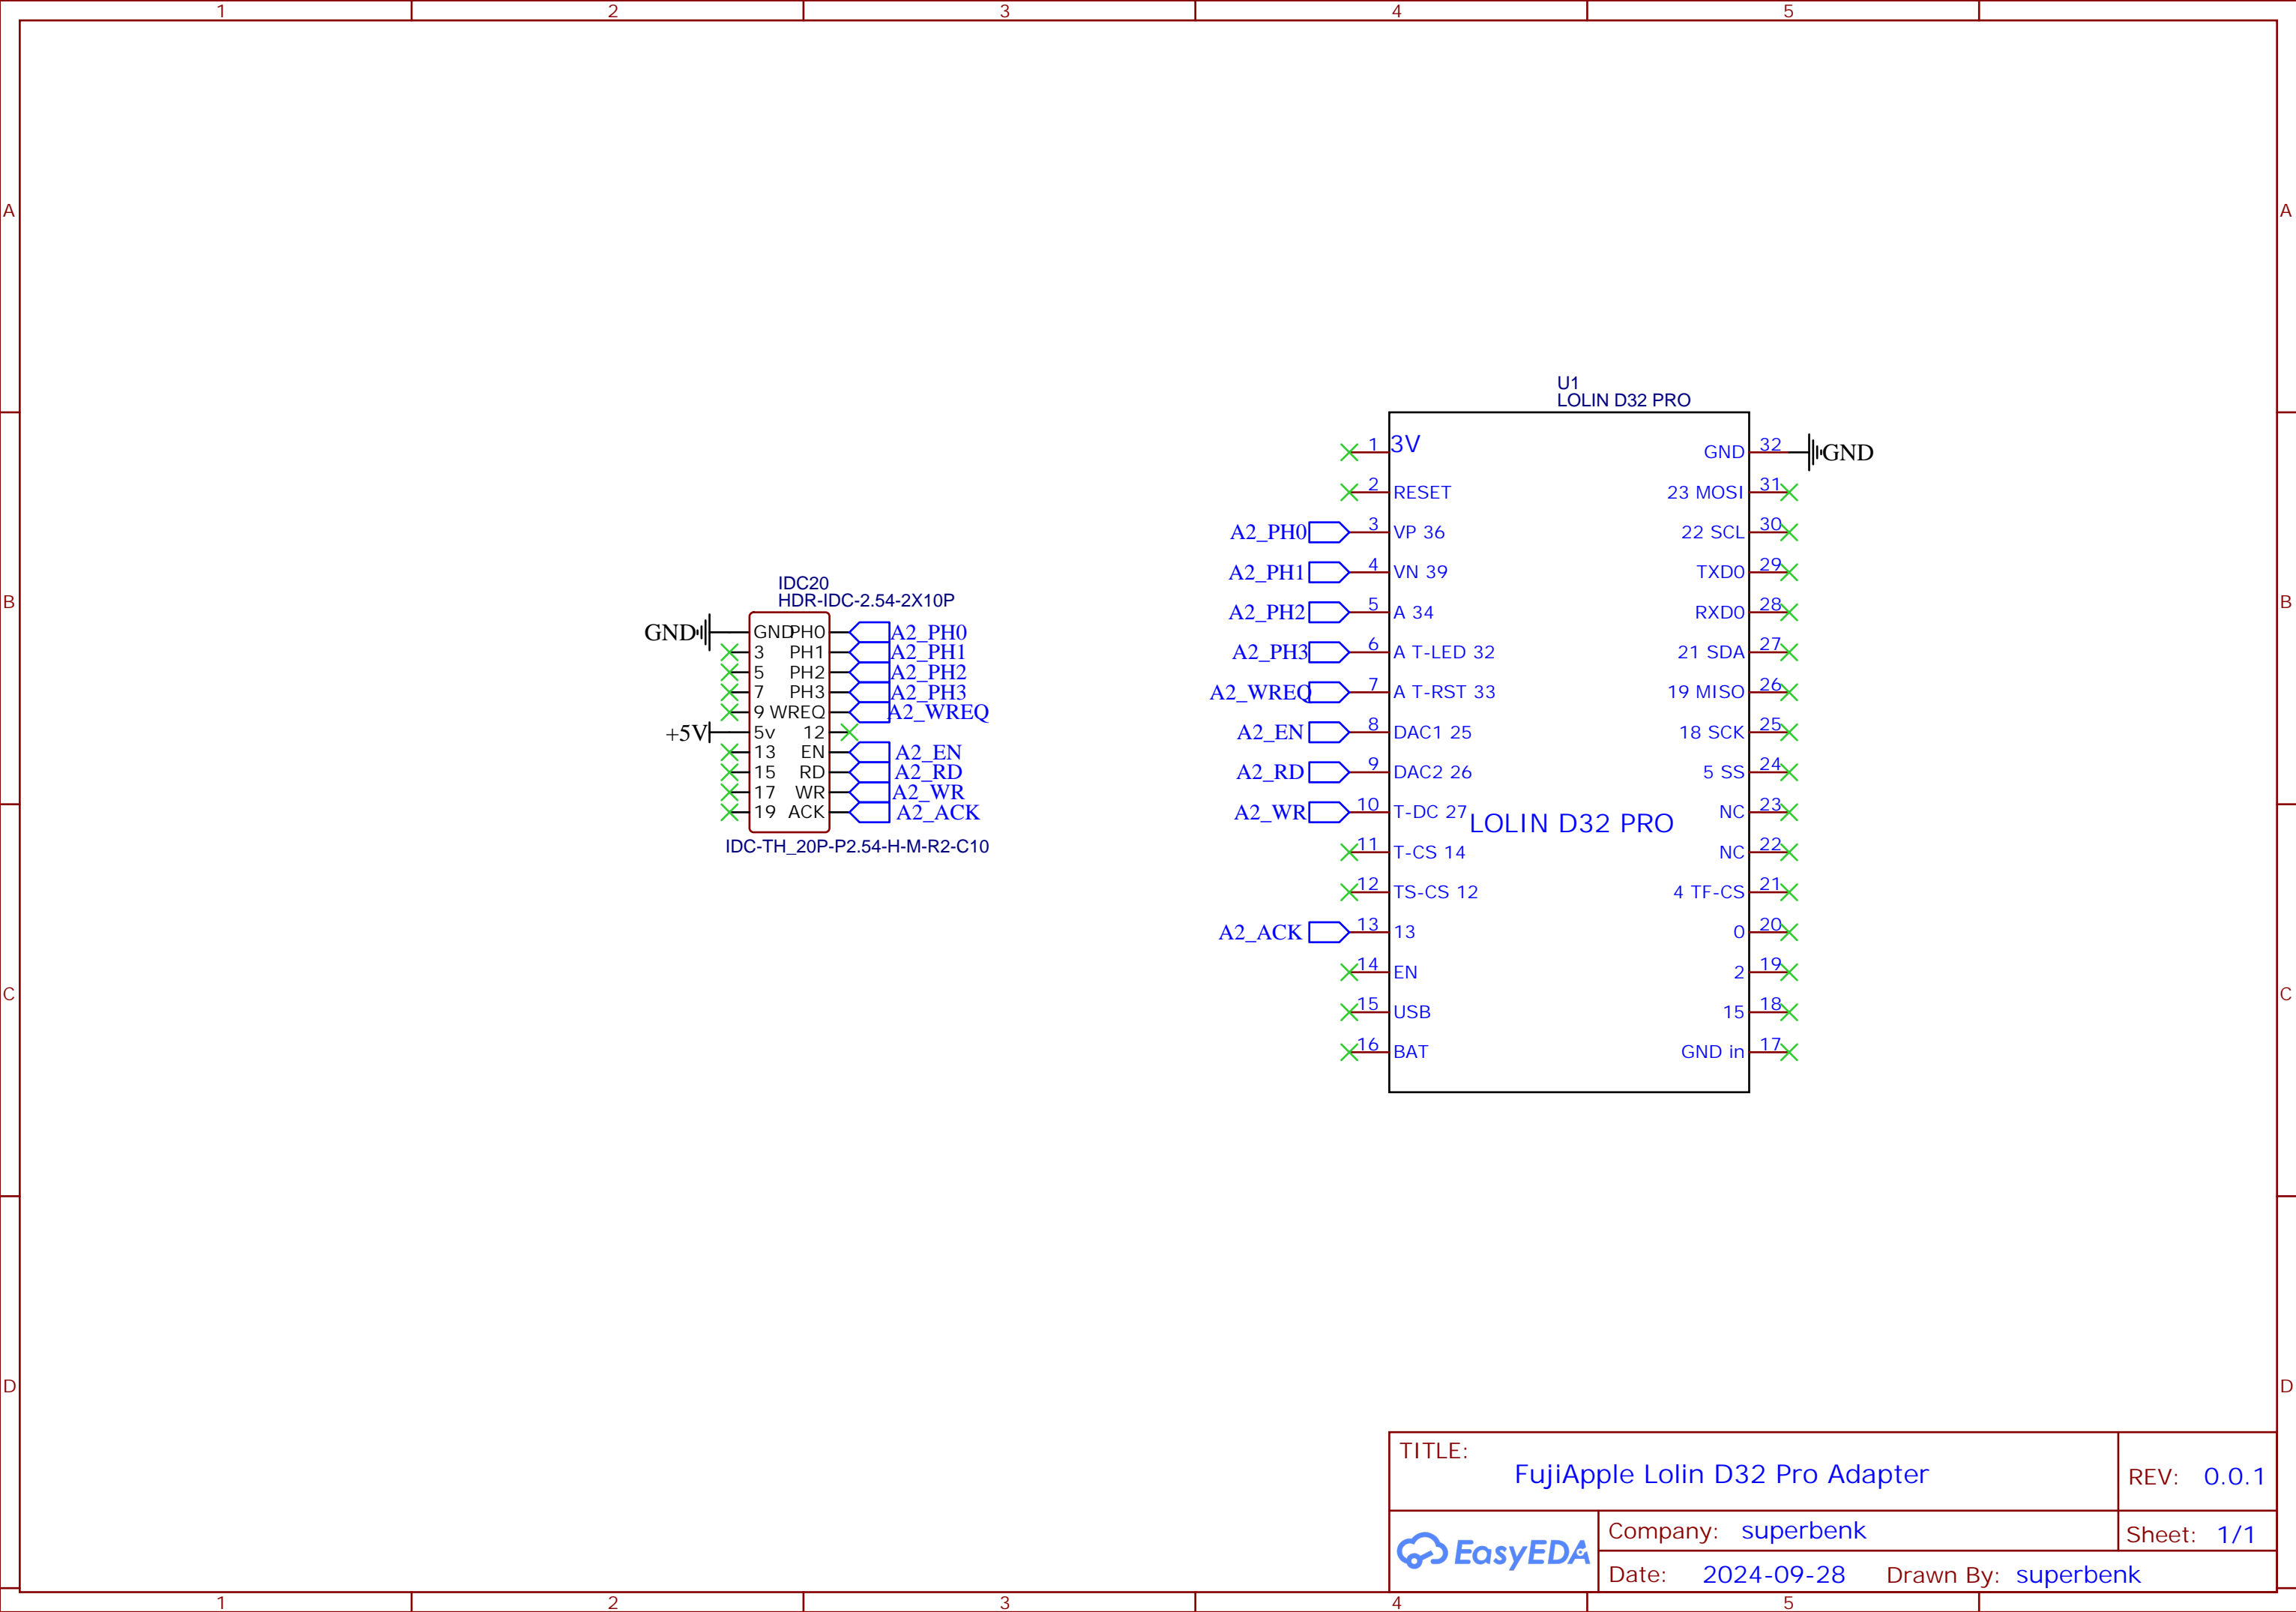 1 2 3 4 5
A A
B B
C C
D D
U1
LOLIN D32 PRO
1 3V GND 32 GND
2 RESET 23 MOSI 31
A2_PH0 3 VP 36 22 SCL 30
A2_PH1 4 VN 39 TXD0 29
A2_PH2 5 A 34 RXD0 28
A2_PH3 6 A T-LED 32 21 SDA 27
A2_WREQ 7 A T-RST 33 19 MISO 26
A2_EN 8 DAC1 25 18 SCK 25
A2_RD 9 DAC2 26 5 SS 24
A2_WR 10 T-DC 27 NC 23
LOLIN D32 PRO
11 T-CS 14 NC 22
12 TS-CS 12 4 TF-CS 21
A2_ACK 13 13 0 20
14 EN 2 19
15 USB 15 18
16 BAT GND in 17
IDC20
HDR-IDC-2.54-2X10P
GND GND PH0 A2_PH0
3 PH1 A2_PH1
5 PH2 A2_PH2
7 PH3 A2_PH3
9 WREQ A2_WREQ
+5V 5v 12
13 EN A2_EN
15 RD A2_RD
17 WR A2_WR
19 ACK A2_ACK
IDC-TH_20P-P2.54-H-M-R2-C10
TITLE:
FujiApple Lolin D32 Pro Adapter
REV: 0.0.1
EasyEDA
Company: superbenk
Sheet: 1/1
Date: 2024-09-28 Drawn By: superbenk
1 2 3 4 5